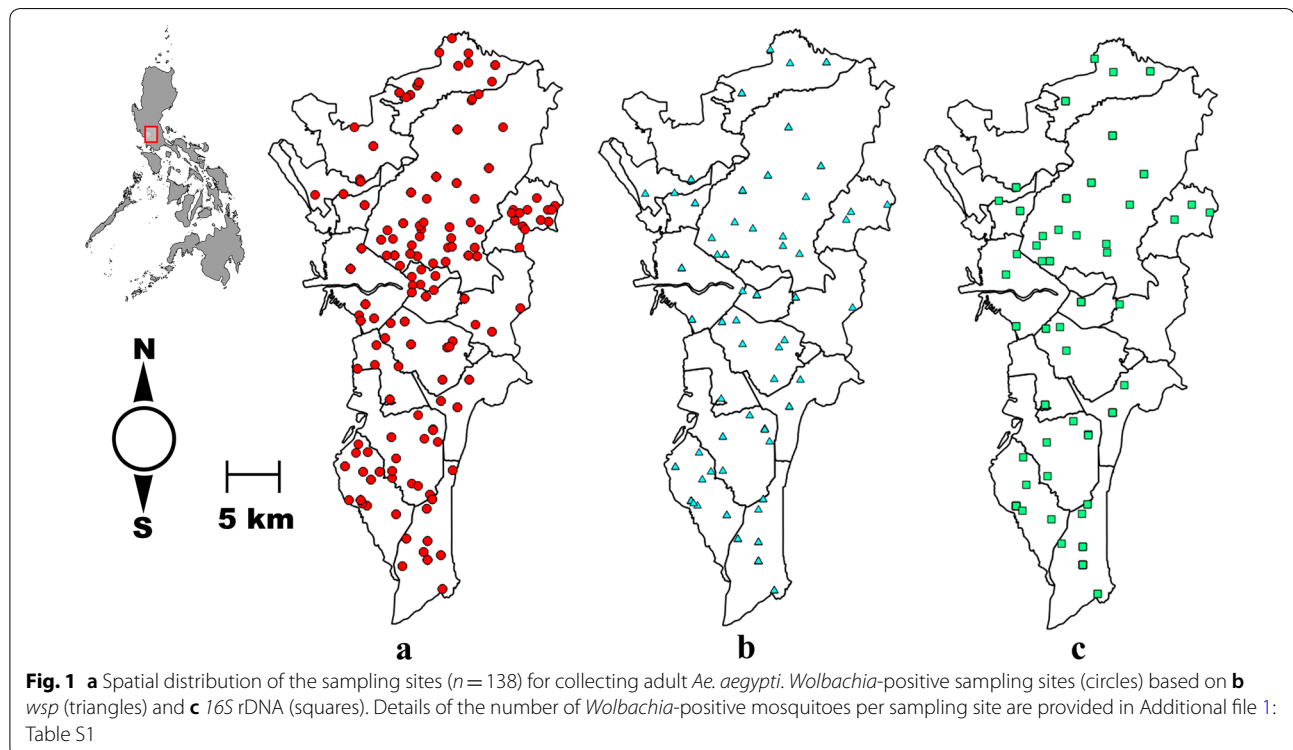 N
S
5 km
a
b
c
Fig. 1 a Spatial distribution of the sampling sites (n = 138) for collecting adult Ae. aegypti. Wolbachia-positive sampling sites (circles) based on b
wsp (triangles) and c 16S rDNA (squares). Details of the number of Wolbachia-positive mosquitoes per sampling site are provided in Additional file 1:
Table S1